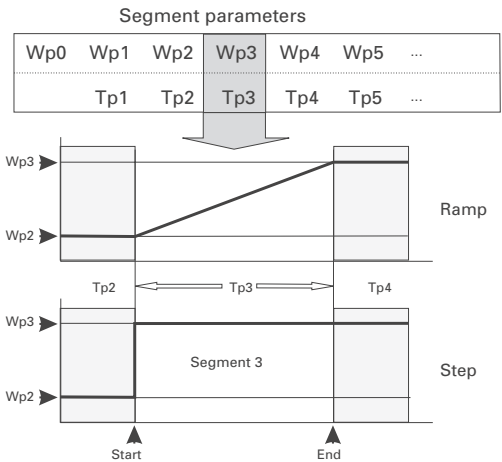 Segment parameters
Wp0 Wp1 Wp2 Wp3 Wp4 Wp5 ...
Tp1 Tp2 Tp3 Tp4 Tp5 ...
Wp3
Ramp
Wp2
Tp2 Tp3 Tp4
Wp3
Segment 3
Step
Wp2
Start End